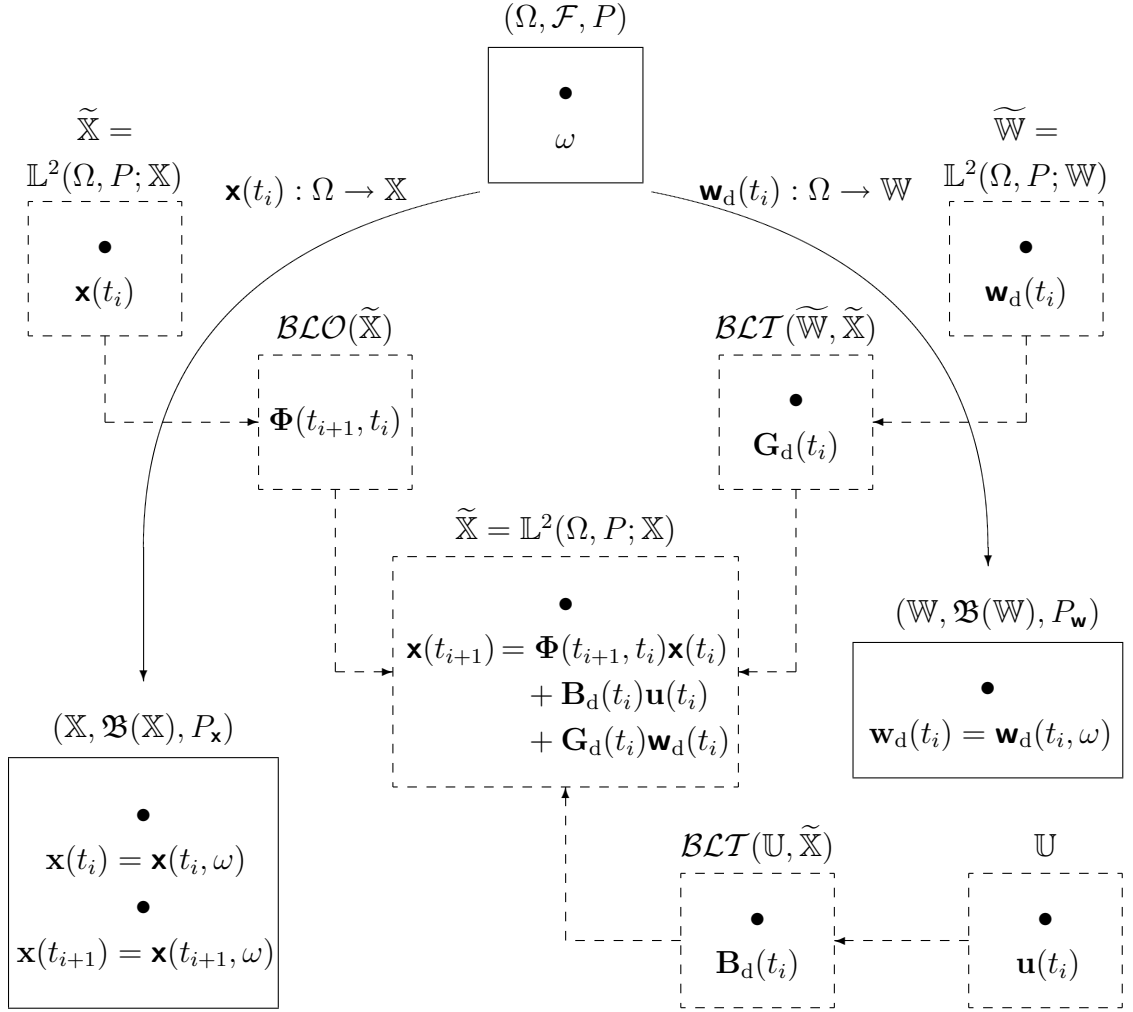 (Ω, ℱ, P)
ω
𝕏̃ =
𝕃²(Ω, P; 𝕏)
𝐱(tᵢ) : Ω → 𝕏
𝐰_d(tᵢ) : Ω → 𝕎
𝕎̃ =
𝕃²(Ω, P; 𝕎)
𝐱(tᵢ)
𝐰_d(tᵢ)
ℬℒ𝒪(𝕏̃)
ℬℒ𝒯(𝕎̃, 𝕏̃)
𝚽(tᵢ₊₁, tᵢ)
𝐆_d(tᵢ)
𝕏̃ = 𝕃²(Ω, P; 𝕏)
𝐱(tᵢ₊₁) = 𝚽(tᵢ₊₁, tᵢ)𝐱(tᵢ)
+ 𝐁_d(tᵢ)𝐮(tᵢ)
+ 𝐆_d(tᵢ)𝐰_d(tᵢ)
(𝕎, 𝕭(𝕎), P_𝐰)
𝐰_d(tᵢ) = 𝐰_d(tᵢ, ω)
(𝕏, 𝕭(𝕏), P_𝐱)
𝐱(tᵢ) = 𝐱(tᵢ, ω)
𝐱(tᵢ₊₁) = 𝐱(tᵢ₊₁, ω)
ℬℒ𝒯(𝕌, 𝕏̃)
𝕌
𝐁_d(tᵢ)
𝐮(tᵢ)